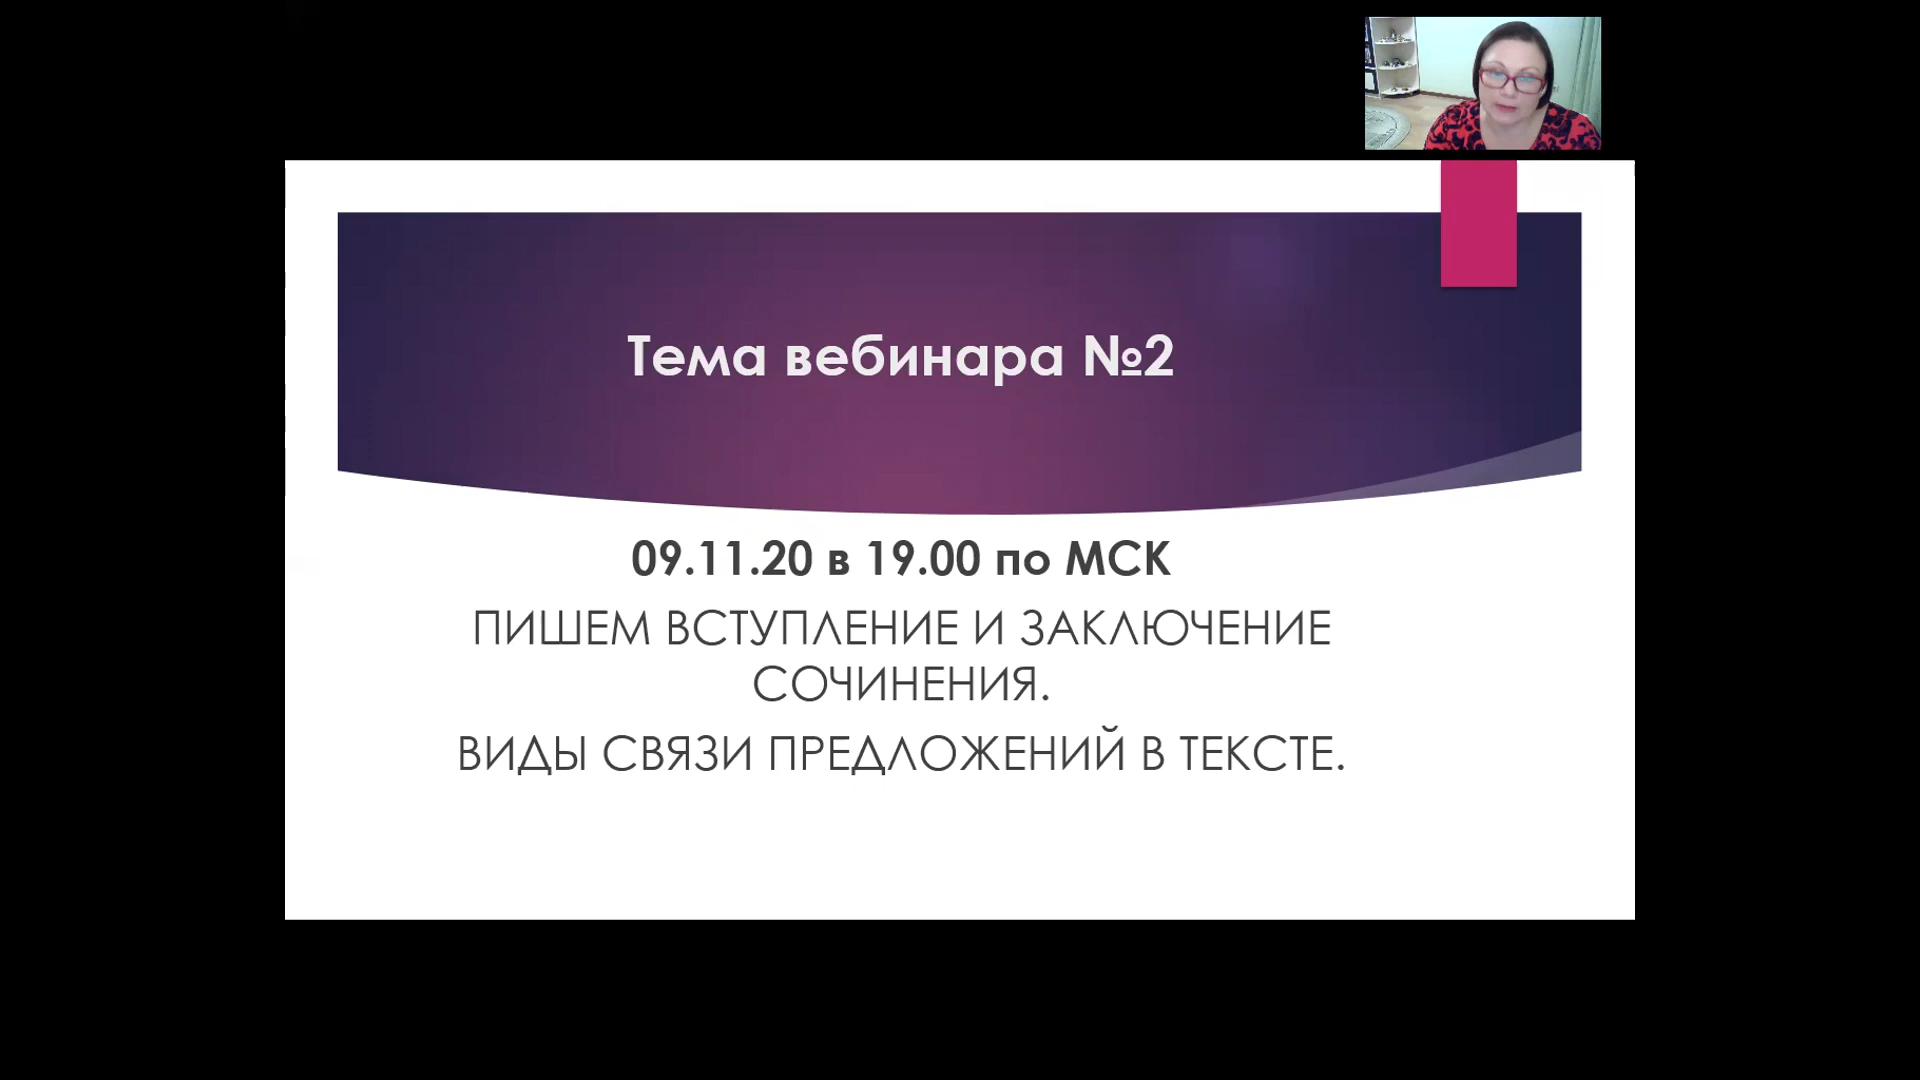 Тема вебинара №2
09.11.20 в 19.00 по МСК
ПИШЕМ ВСТУПЛЕНИЕ И ЗАКЛЮЧЕНИЕ
СОЧИНЕНИЯ.
ВИДЫ СВЯЗИ ПРЕДЛОЖЕНИЙ В ТЕКСТЕ.